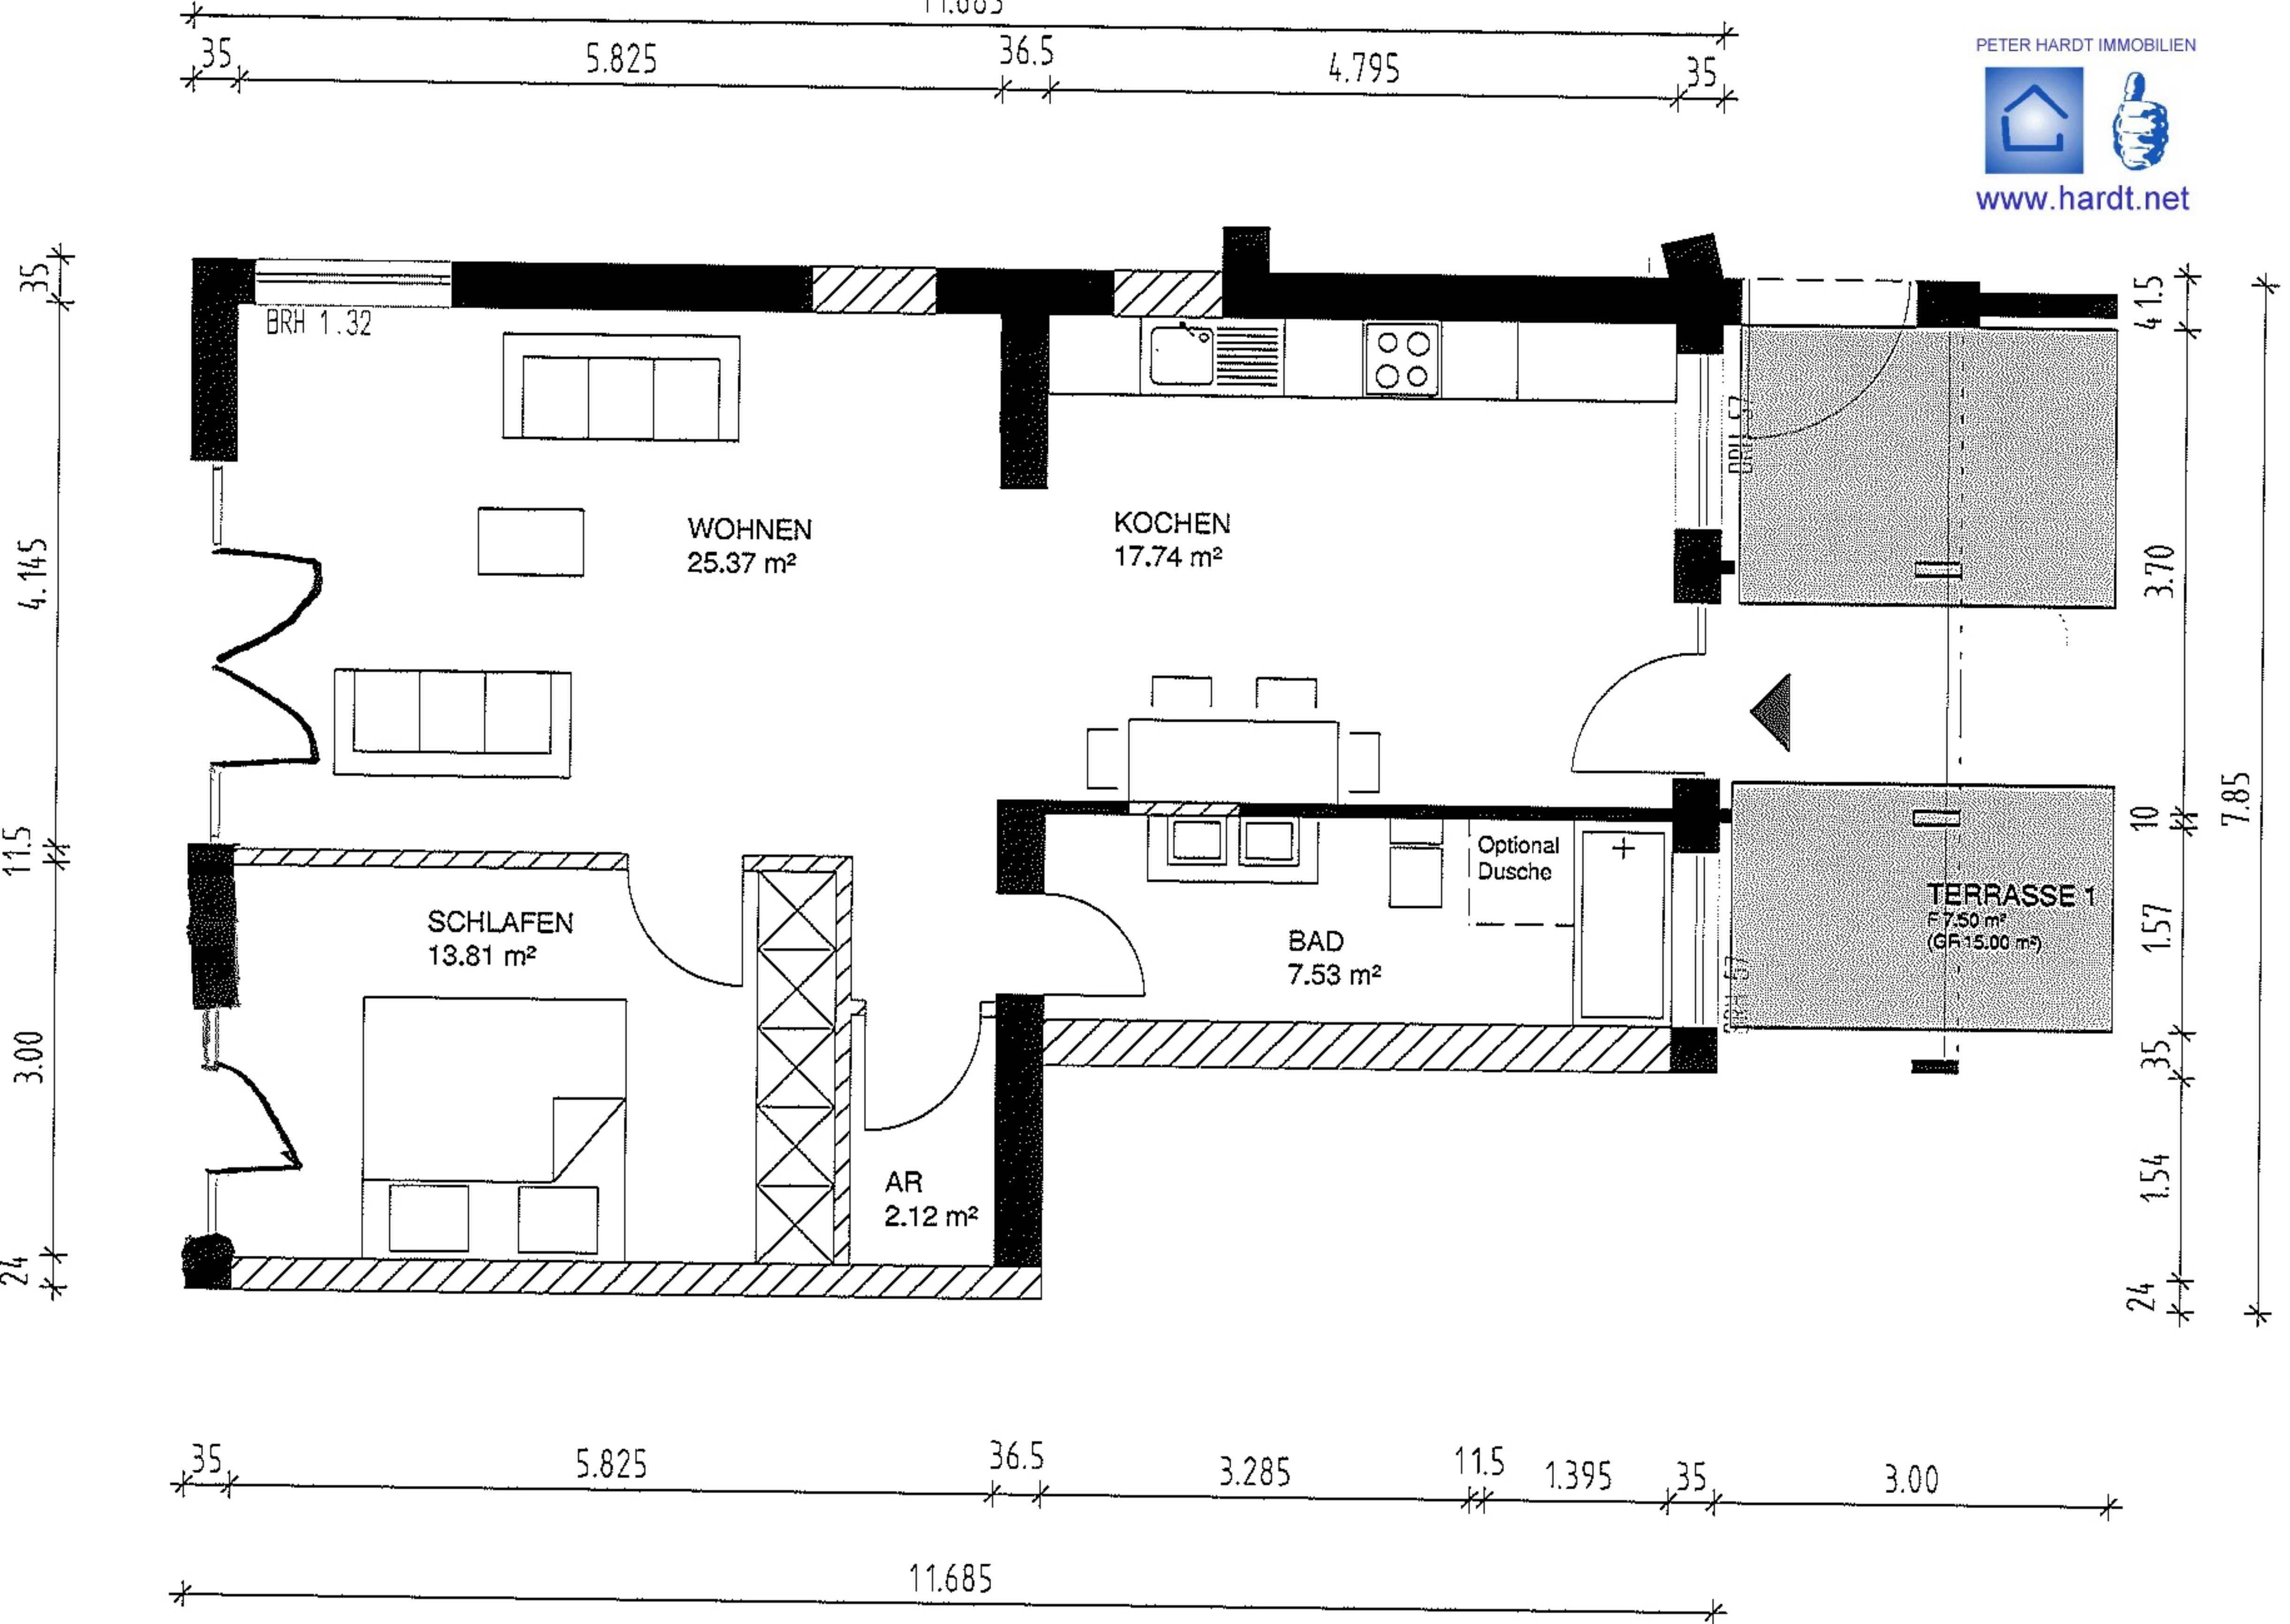 11.685
35
5.825
36.5
4.795
35
PETER HARDT IMMOBILIEN
www.hardt.net
35
4.145
11.5
3.00
24
BRH 1.32
WOHNEN
25.37 m²
KOCHEN
17.74 m²
SCHLAFEN
13.81 m²
BAD
7.53 m²
Optional
Dusche
AR
2.12 m²
TERRASSE 1
F 7.50 m²
(GF 15.00 m²)
41.5
3.70
10
1.57
35
1.54
24
7.85
35
5.825
36.5
3.285
11.5
1.395
35
3.00
11.685